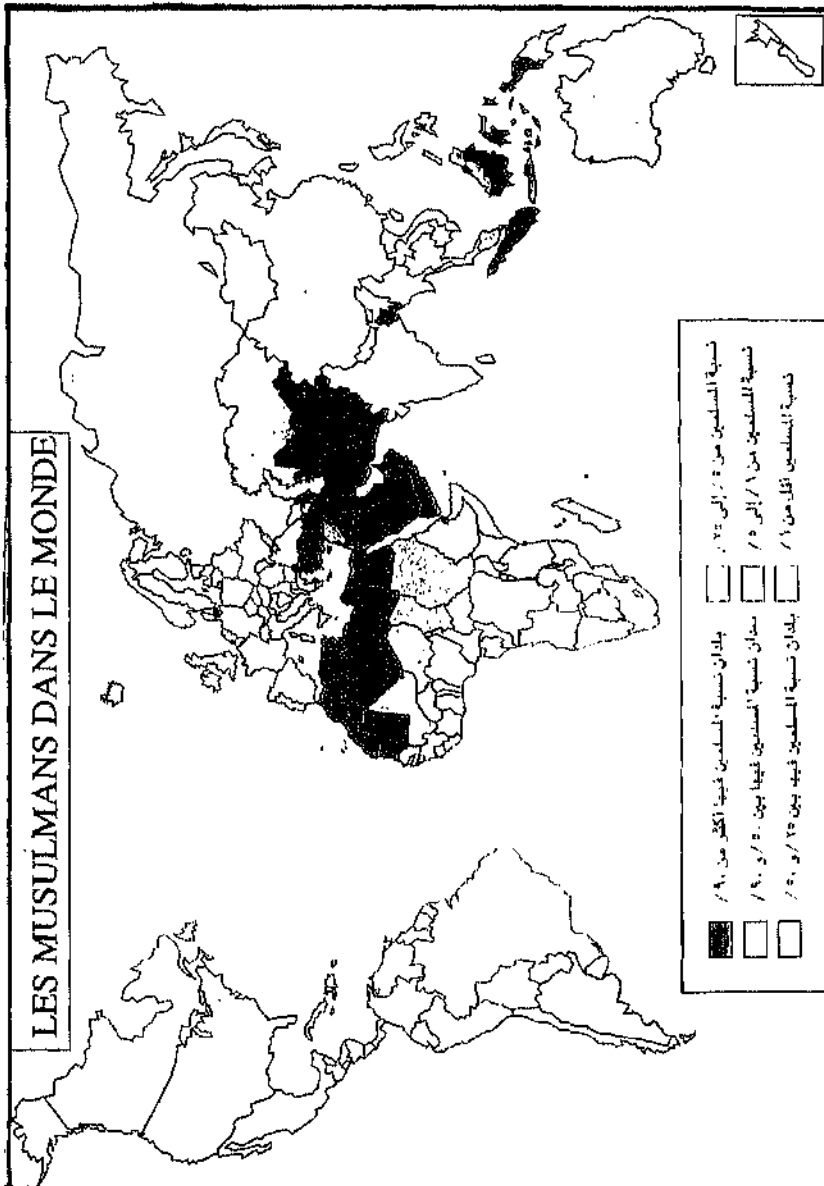 LES MUSULMANS DANS LE MONDE
بلدان نسبة المسلمين فيها أكثر من ٩٠٪
بلدان نسبة المسلمين فيها بين ٥٠٪ و ٩٠٪
بلدان نسبة المسلمين فيها بين ٢٥٪ و ٥٠٪
نسبة المسلمين من ٥٪ إلى ٢٥٪
نسبة المسلمين من ١٪ إلى ٥٪
نسبة المسلمين أقل من ١٪